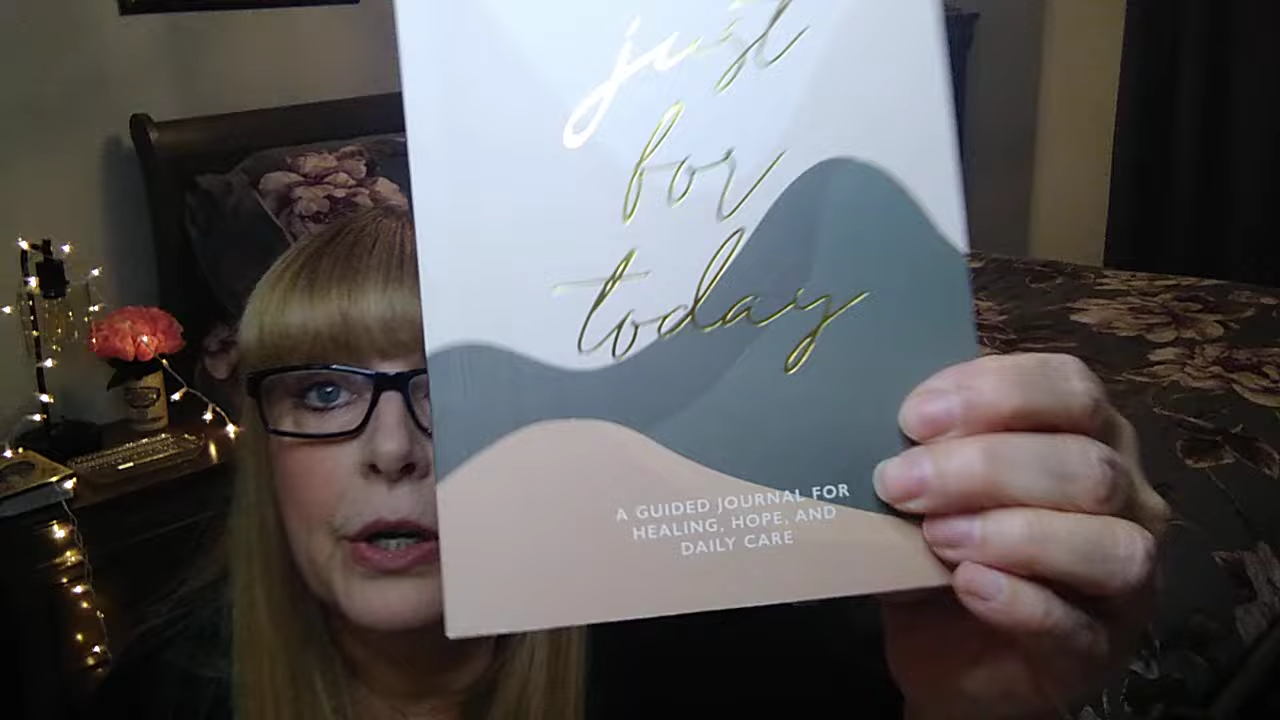 just
for
today
A GUIDED JOURNAL FOR
HEALING, HOPE, AND
DAILY CARE